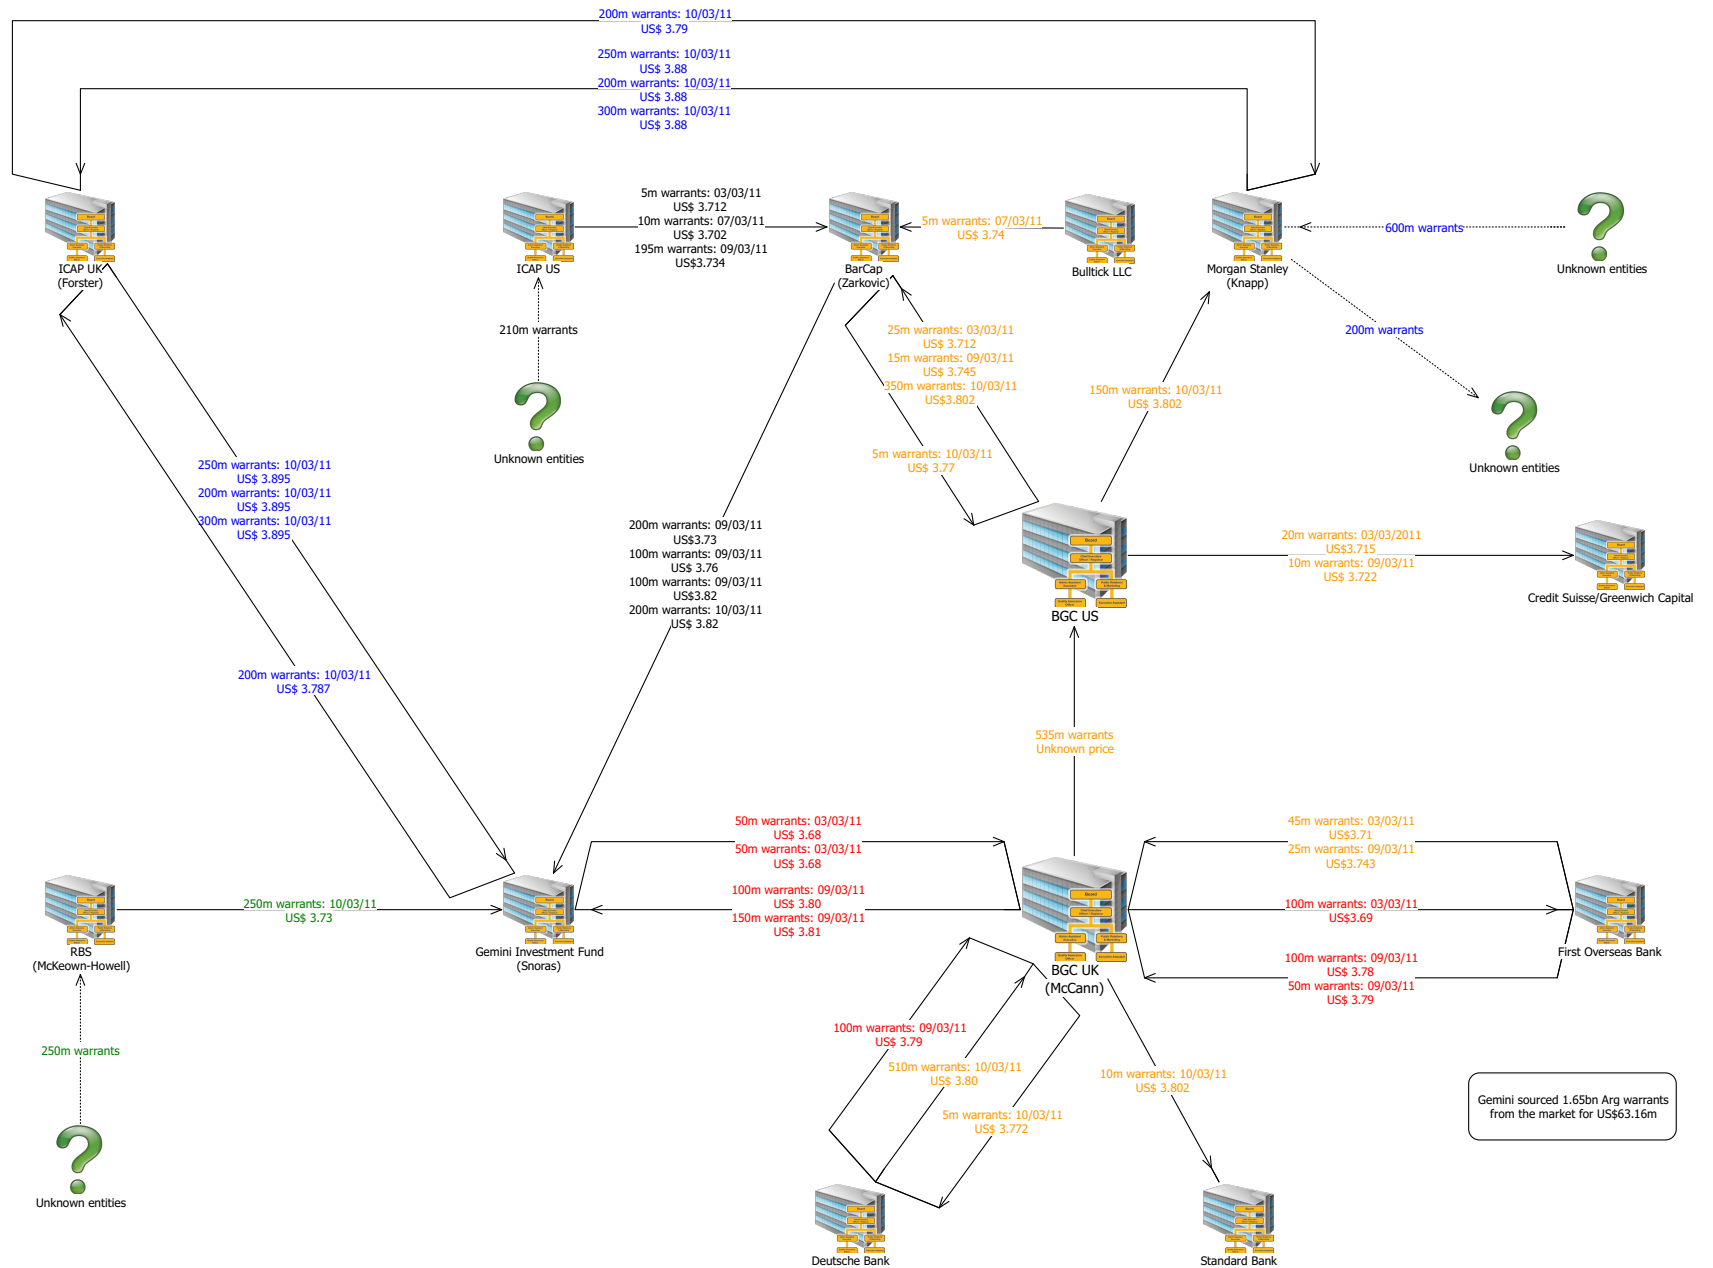 200m warrants: 10/03/11
US$ 3.79
250m warrants: 10/03/11
US$ 3.88
200m warrants: 10/03/11
US$ 3.88
300m warrants: 10/03/11
US$ 3.88
ICAP UK
(Forster)
5m warrants: 03/03/11
US$ 3.712
10m warrants: 07/03/11
US$ 3.702
195m warrants: 09/03/11
US$3.734
ICAP US
BarCap
(Zarkovic)
5m warrants: 07/03/11
US$ 3.74
Bulltick LLC
Morgan Stanley
(Knapp)
600m warrants
Unknown entities
210m warrants
Unknown entities
25m warrants: 03/03/11
US$ 3.712
15m warrants: 09/03/11
US$ 3.745
350m warrants: 10/03/11
US$3.802
5m warrants: 10/03/11
US$ 3.77
150m warrants: 10/03/11
US$ 3.802
200m warrants
Unknown entities
250m warrants: 10/03/11
US$ 3.895
200m warrants: 10/03/11
US$ 3.895
300m warrants: 10/03/11
US$ 3.895
200m warrants: 10/03/11
US$ 3.787
200m warrants: 09/03/11
US$3.73
100m warrants: 09/03/11
US$ 3.76
100m warrants: 09/03/11
US$3.82
200m warrants: 10/03/11
US$ 3.82
Board
BGC US
20m warrants: 03/03/2011
US$3.715
10m warrants: 09/03/11
US$ 3.722
Credit Suisse/Greenwich Capital
535m warrants
Unknown price
RBS
(McKeown-Howell)
250m warrants: 10/03/11
US$ 3.73
Gemini Investment Fund
(Snoras)
50m warrants: 03/03/11
US$ 3.68
50m warrants: 03/03/11
US$ 3.68
100m warrants: 09/03/11
US$ 3.80
150m warrants: 09/03/11
US$ 3.81
Board
BGC UK
(McCann)
45m warrants: 03/03/11
US$3.71
25m warrants: 09/03/11
US$3.743
100m warrants: 03/03/11
US$3.69
100m warrants: 09/03/11
US$ 3.78
50m warrants: 09/03/11
US$ 3.79
First Overseas Bank
250m warrants
Unknown entities
100m warrants: 09/03/11
US$ 3.79
510m warrants: 10/03/11
US$ 3.80
5m warrants: 10/03/11
US$ 3.772
10m warrants: 10/03/11
US$ 3.802
Deutsche Bank
Standard Bank
Gemini sourced 1.65bn Arg warrants
from the market for US$63.16m